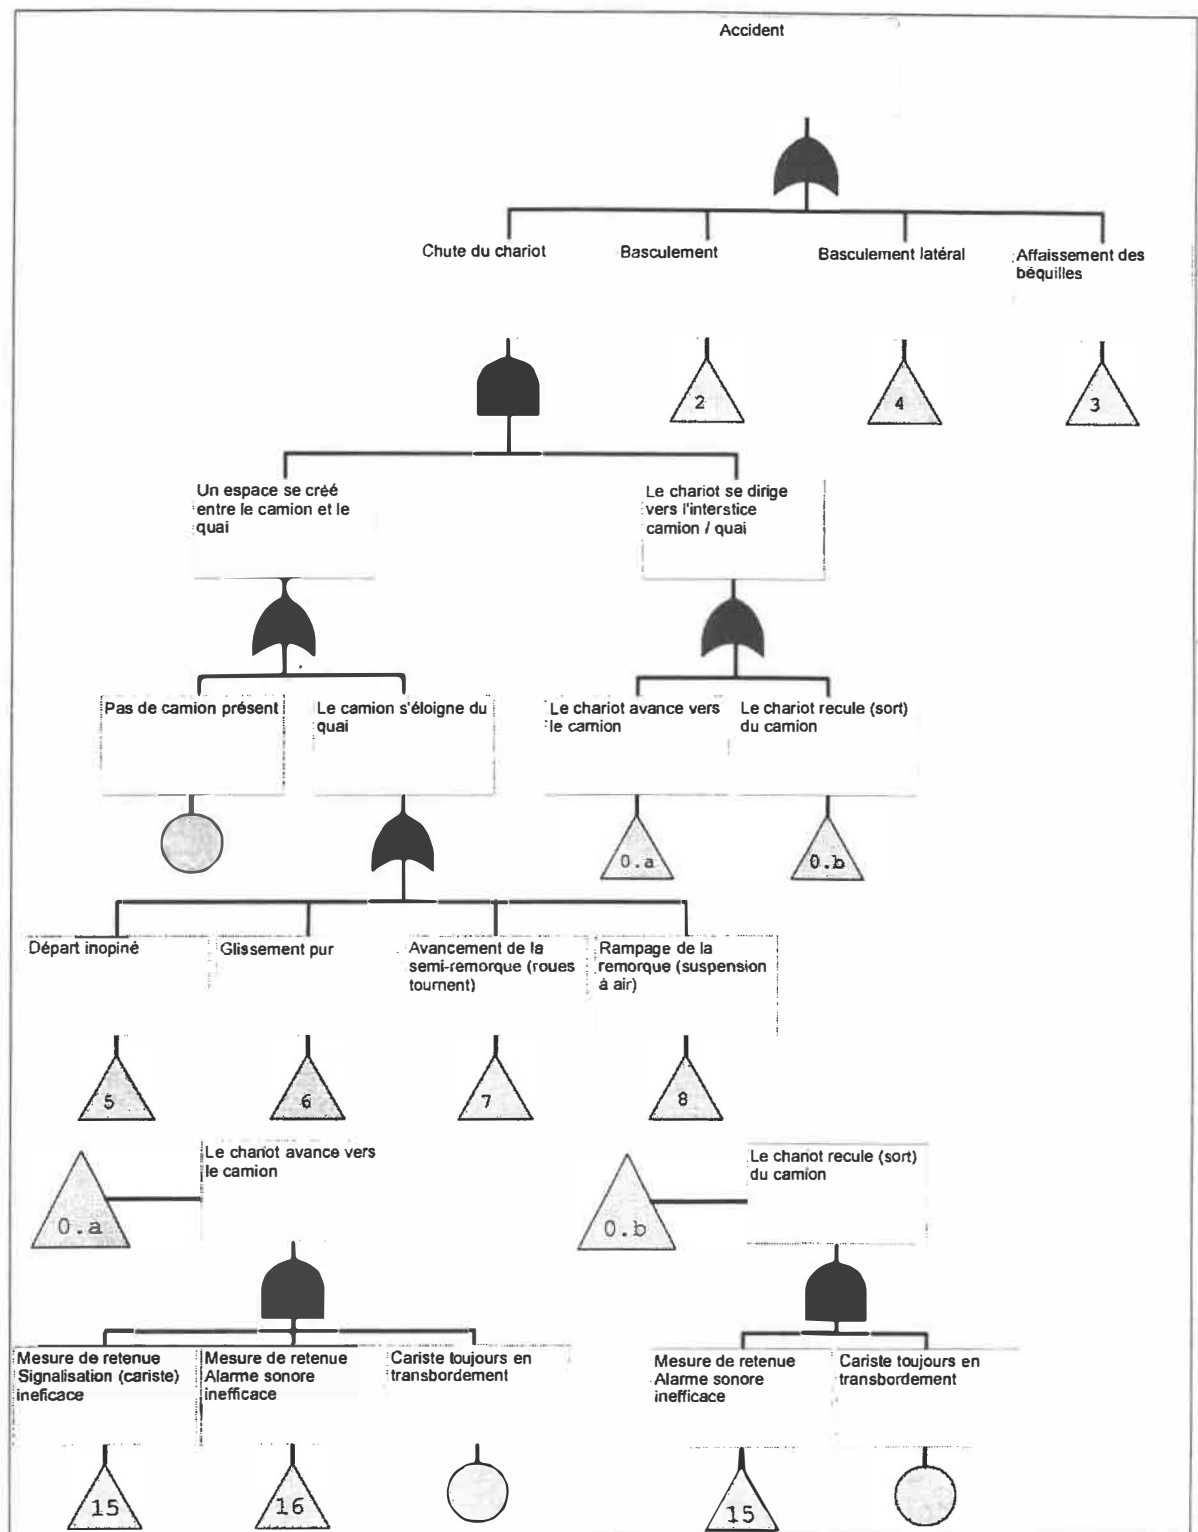 Accident
Chute du chariot
Basculement
Basculement latéral
Affaissement des
béquilles
2
4
3
Un espace se créé
entre le camion et le
quai
Le chariot se dirige
vers l'interstice
camion / quai
Pas de camion présent
Le camion s'éloigne du
quai
Le chariot avance vers
le camion
Le chariot recule (sort)
du camion
0.a
0.b
Départ inopiné
Glissement pur
Avancement de la
semi-remorque (roues
tournent)
Rampage de la
remorque (suspension
à air)
5
6
7
8
0.a
Le chariot avance vers
le camion
0.b
Le chariot recule (sort)
du camion
Mesure de retenue
Signalisation (cariste)
ineficace
Mesure de retenue
Alarme sonore
inefficace
Cariste toujours en
transbordement
Mesure de retenue
Alarme sonore
inefficace
Cariste toujours en
transbordement
15
16
15